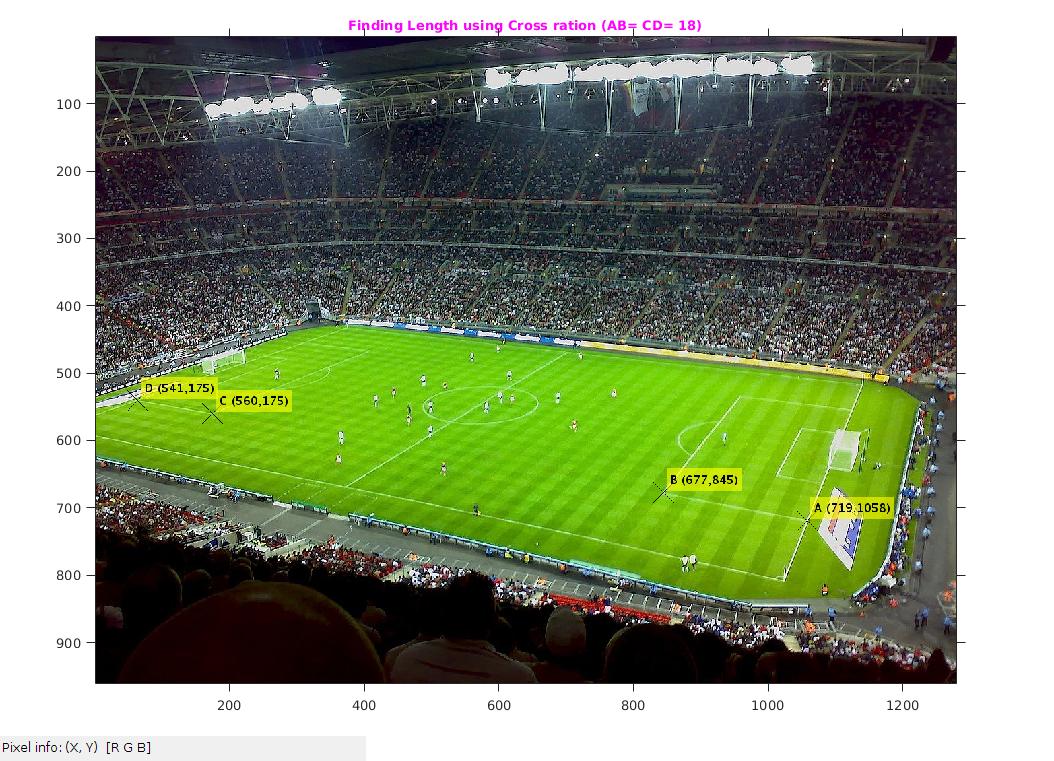 Finding Length using Cross ration (AB= CD= 18)
100
200
300
400
500
600
700
800
900
D (541,175)
C (560,175)
B (677,845)
A (719,1058)
200
400
600
800
1000
1200
Pixel info: (X, Y) [R G B]